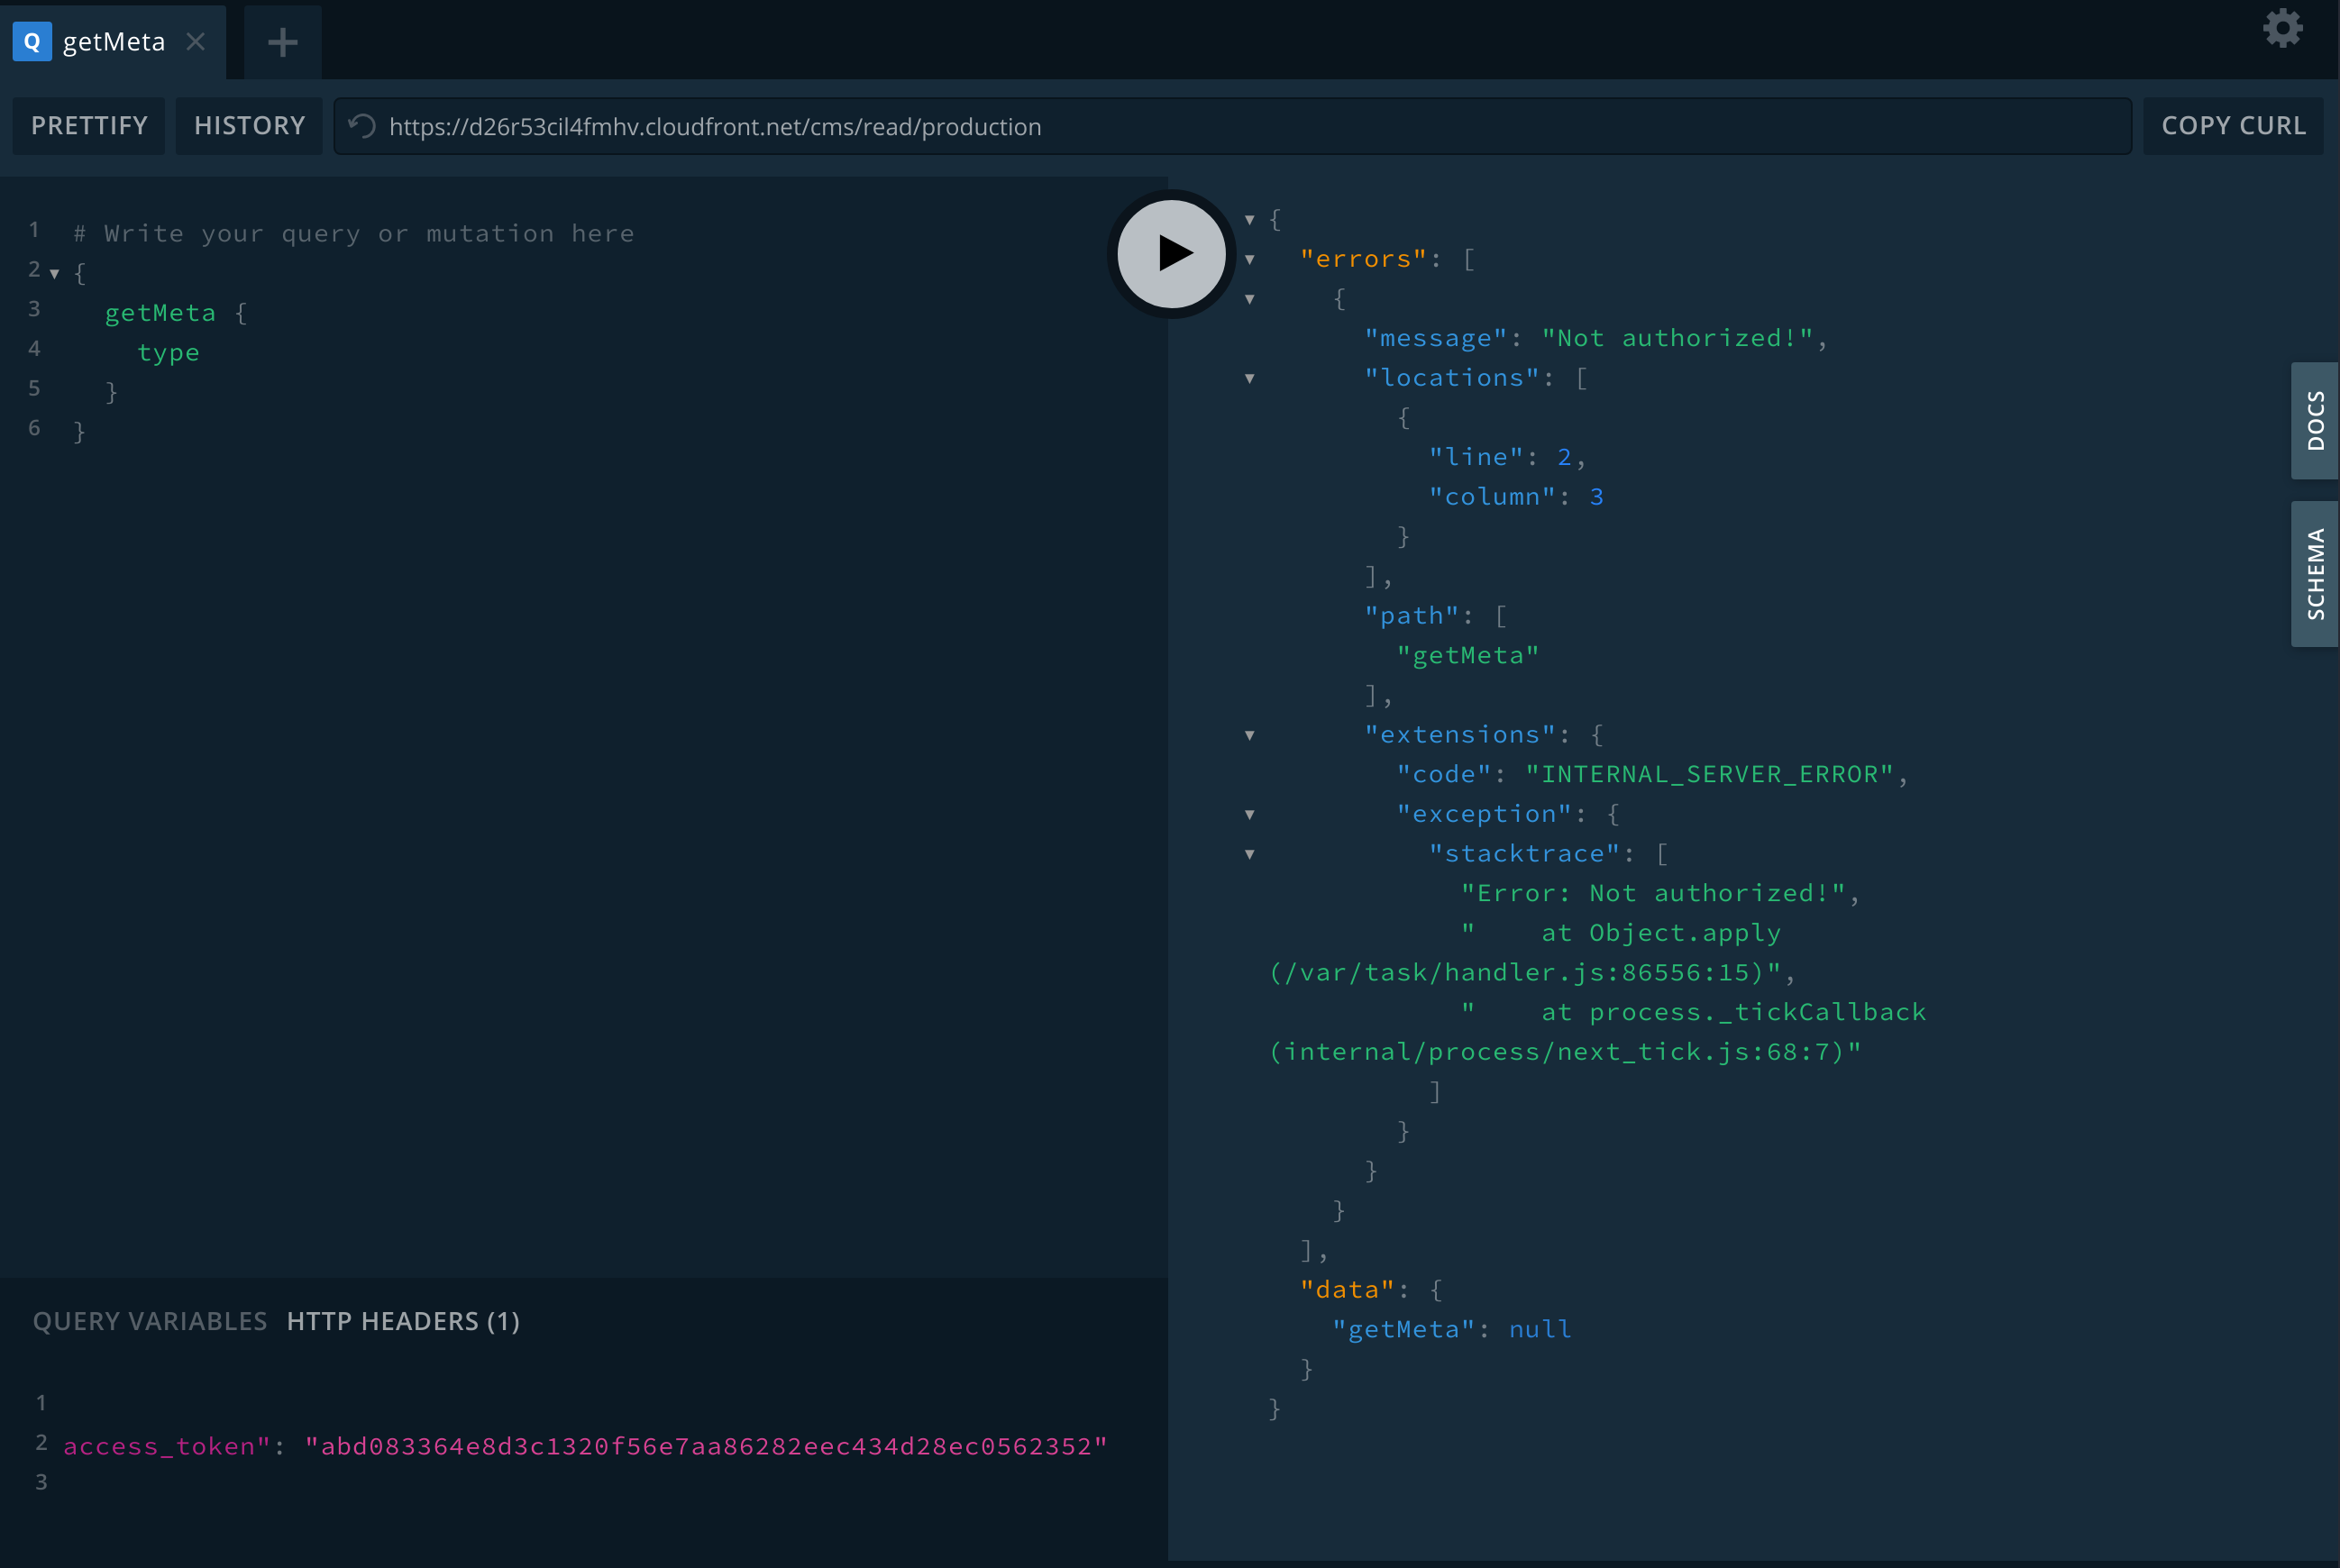 Q getMeta
PRETTIFY HISTORY https://d26r53cil4fmhv.cloudfront.net/cms/read/production COPY CURL
1 # Write your query or mutation here
2 {
3 getMeta {
4 type
5 }
6 }
{
"errors": [
{
"message": "Not authorized!",
"locations": [
{
"line": 2,
"column": 3
}
],
"path": [
"getMeta"
],
"extensions": {
"code": "INTERNAL_SERVER_ERROR",
"exception": {
"stacktrace": [
"Error: Not authorized!",
"    at Object.apply
(/var/task/handler.js:86556:15)",
"    at process._tickCallback
(internal/process/next_tick.js:68:7)"
]
}
}
}
],
"data": {
"getMeta": null
}
}
DOCS
SCHEMA
QUERY VARIABLES HTTP HEADERS (1)
1
2 access_token": "abd083364e8d3c1320f56e7aa86282eec434d28ec0562352"
3